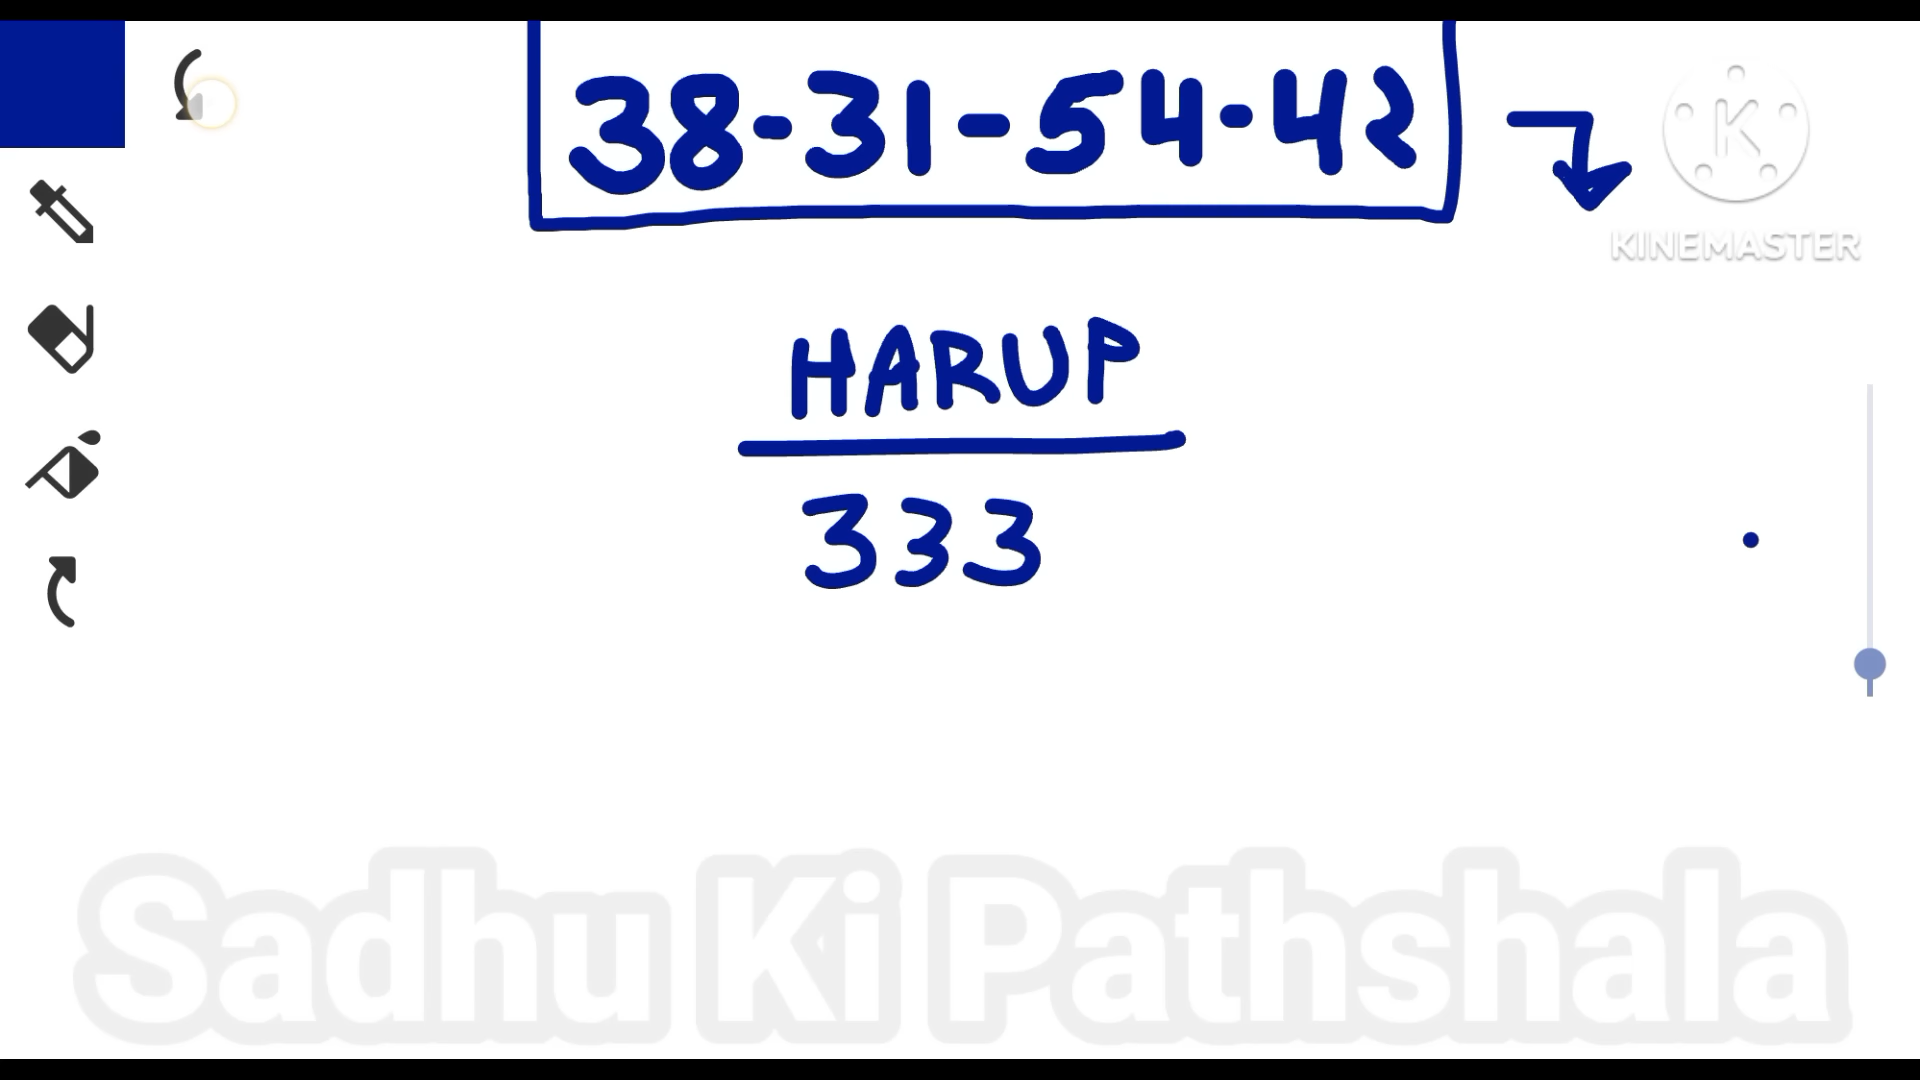 38-31-54-42
K
KINEMASTER
HARUP
333
Sadhu Ki Pathshala